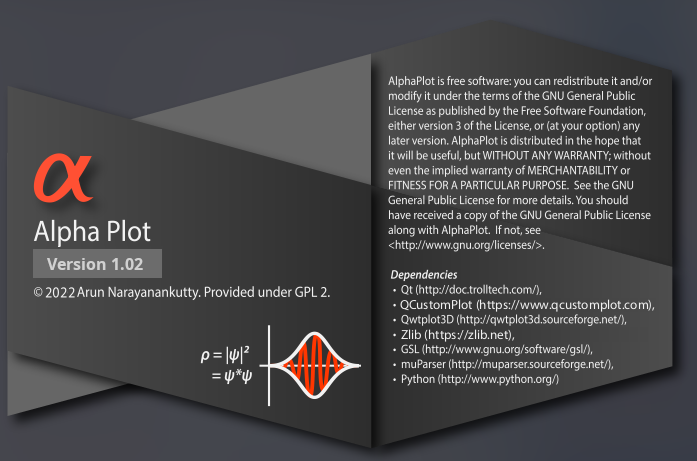 α
Alpha Plot
Version 1.02
© 2022 Arun Narayanankutty. Provided under GPL 2.
ρ = |ψ|²
= ψ*ψ
AlphaPlot is free software: you can redistribute it and/or
modify it under the terms of the GNU General Public
License as published by the Free Software Foundation,
either version 3 of the License, or (at your option) any
later version. AlphaPlot is distributed in the hope that
it will be useful, but WITHOUT ANY WARRANTY; without
even the implied warranty of MERCHANTABILITY or
FITNESS FOR A PARTICULAR PURPOSE. See the GNU
General Public License for more details. You should
have received a copy of the GNU General Public License
along with AlphaPlot. If not, see
<http://www.gnu.org/licenses/>.
Dependencies
• Qt (http://doc.trolltech.com/),
• QCustomPlot (https://www.qcustomplot.com),
• Qwtplot3D (http://qwtplot3d.sourceforge.net/),
• Zlib (https://zlib.net),
• GSL (http://www.gnu.org/software/gsl/),
• muParser (http://muparser.sourceforge.net/),
• Python (http://www.python.org/)